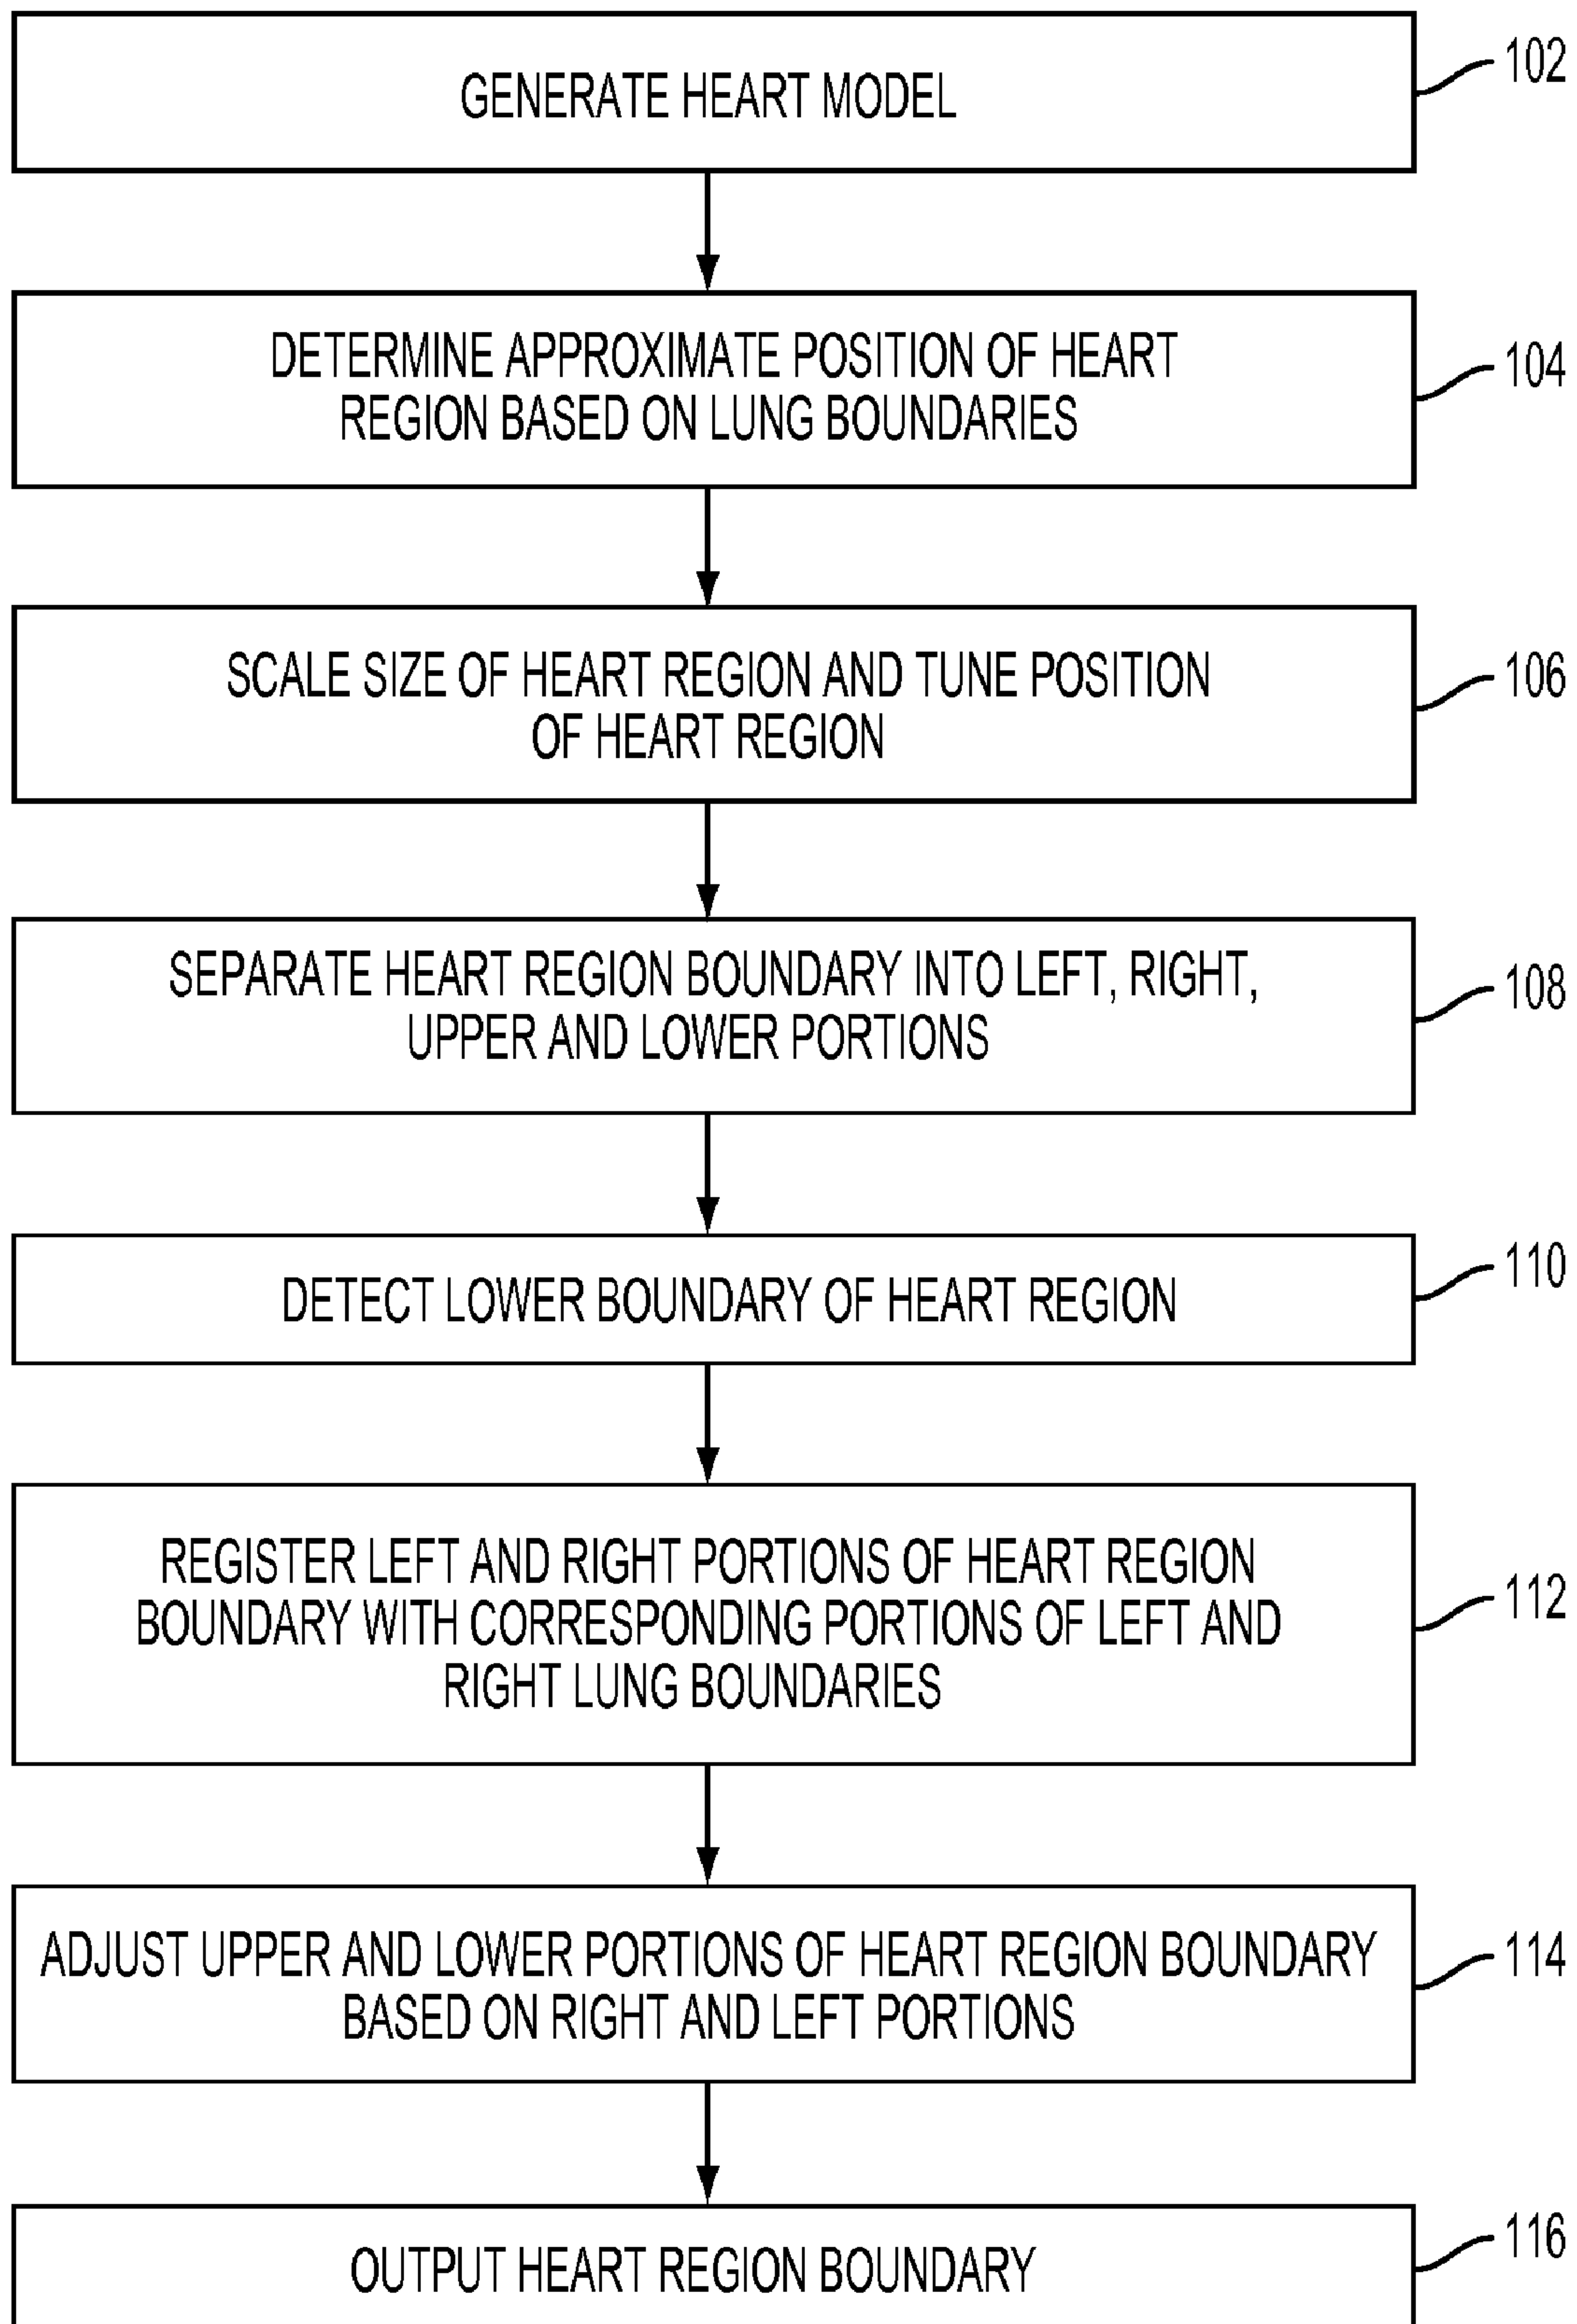 GENERATE HEART MODEL
102
DETERMINE APPROXIMATE POSITION OF HEART
REGION BASED ON LUNG BOUNDARIES
104
SCALE SIZE OF HEART REGION AND TUNE POSITION
OF HEART REGION
106
SEPARATE HEART REGION BOUNDARY INTO LEFT, RIGHT,
UPPER AND LOWER PORTIONS
108
DETECT LOWER BOUNDARY OF HEART REGION
110
REGISTER LEFT AND RIGHT PORTIONS OF HEART REGION
BOUNDARY WITH CORRESPONDING PORTIONS OF LEFT AND
RIGHT LUNG BOUNDARIES
112
ADJUST UPPER AND LOWER PORTIONS OF HEART REGION BOUNDARY
BASED ON RIGHT AND LEFT PORTIONS
114
OUTPUT HEART REGION BOUNDARY
116